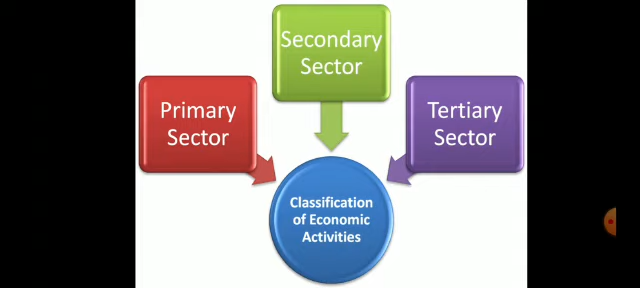 Secondary
Sector
Primary
Sector
Tertiary
Sector
Classification
of Economic
Activities